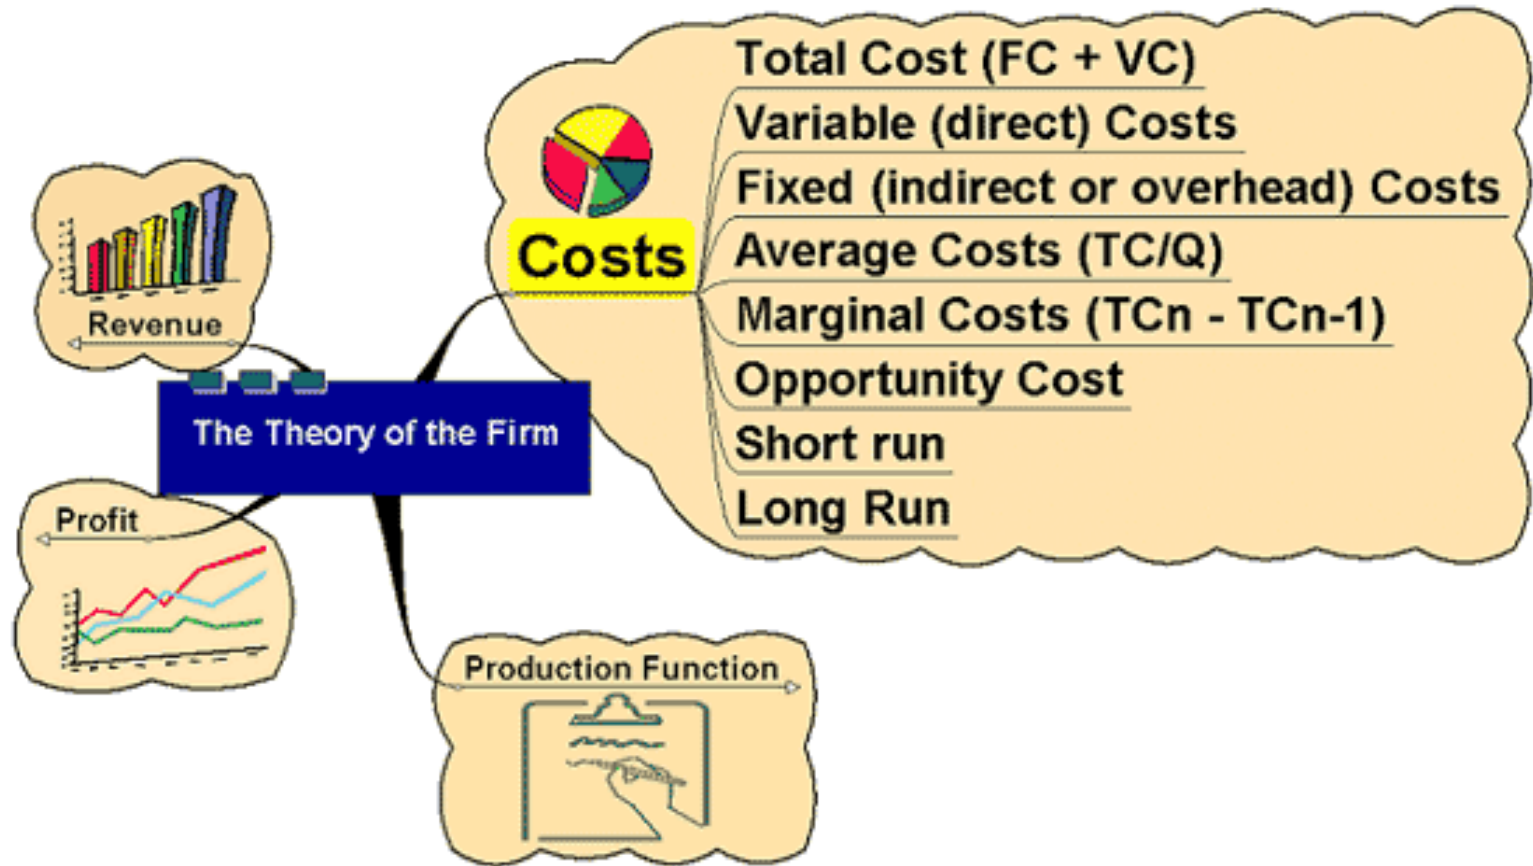 Total Cost (FC + VC)
Variable (direct) Costs
Fixed (indirect or overhead) Costs
Costs
Average Costs (TC/Q)
Marginal Costs (TCn - TCn-1)
Opportunity Cost
Short run
Long Run
Revenue
The Theory of the Firm
Profit
Production Function